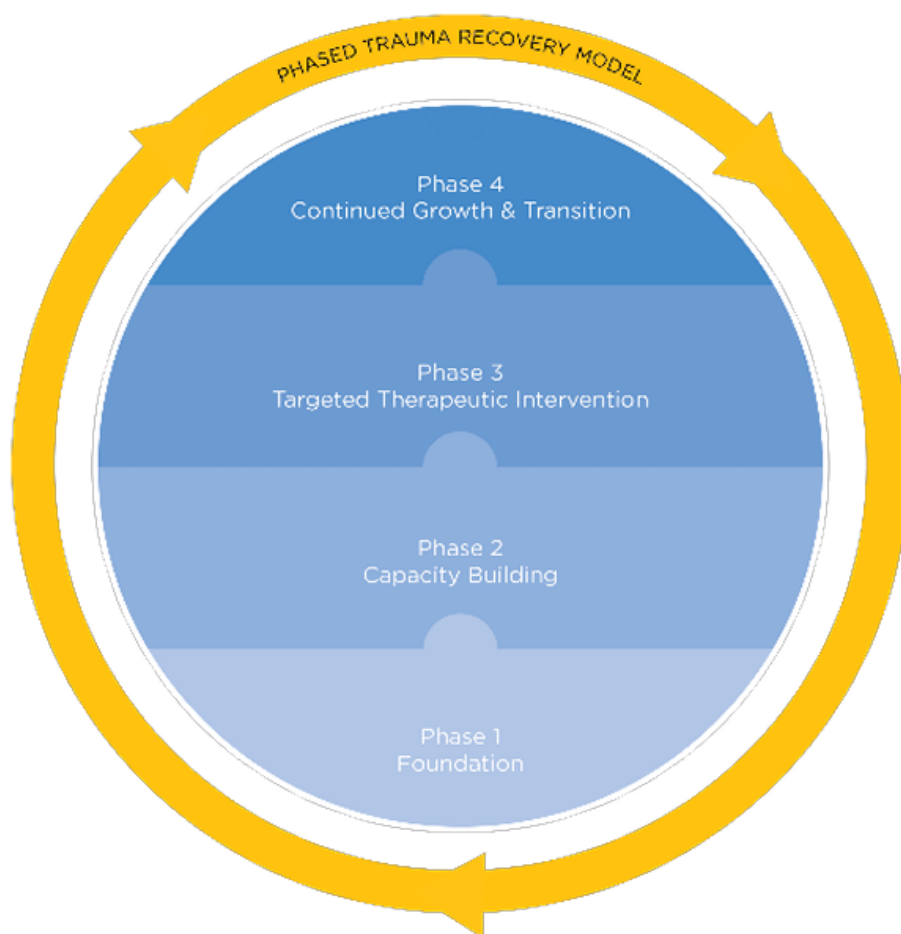 PHASED TRAUMA RECOVERY MODEL
Phase 4
Continued Growth & Transition
Phase 3
Targeted Therapeutic Intervention
Phase 2
Capacity Building
Phase 1
Foundation